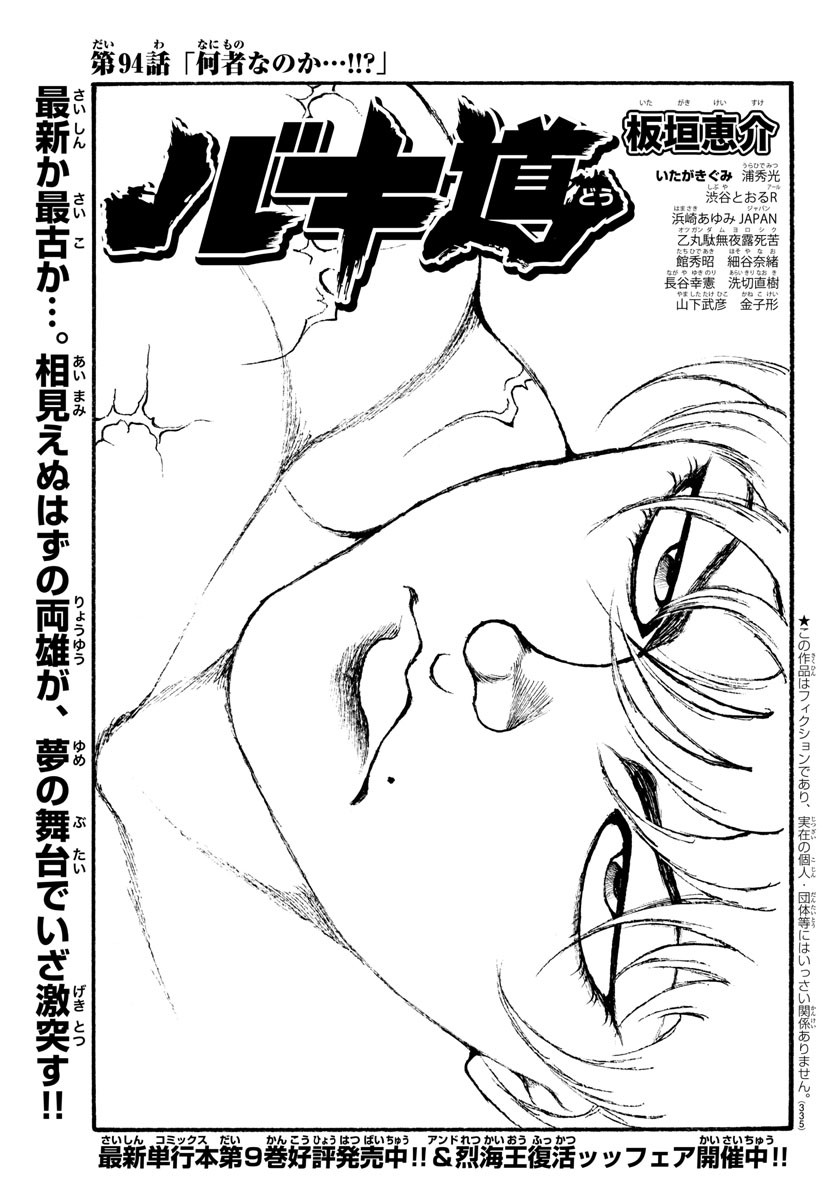 第94話「何者なのか…!!?」
バキ道
板垣恵介
いたがきぐみ 浦秀光
渋谷とおるR
浜崎あゆみJAPAN
乙丸駄無夜露死苦
館秀昭 細谷奈緒
長谷幸憲 洗切直樹
山下武彦 金子形
最新か最古か…。相見えぬはずの両雄が、夢の舞台でいざ激突す!!
★この作品はフィクションであり、実在の個人・団体等にはいっさい関係ありません。(335)
最新単行本第9巻好評発売中!!&烈海王復活ッッフェア開催中!!